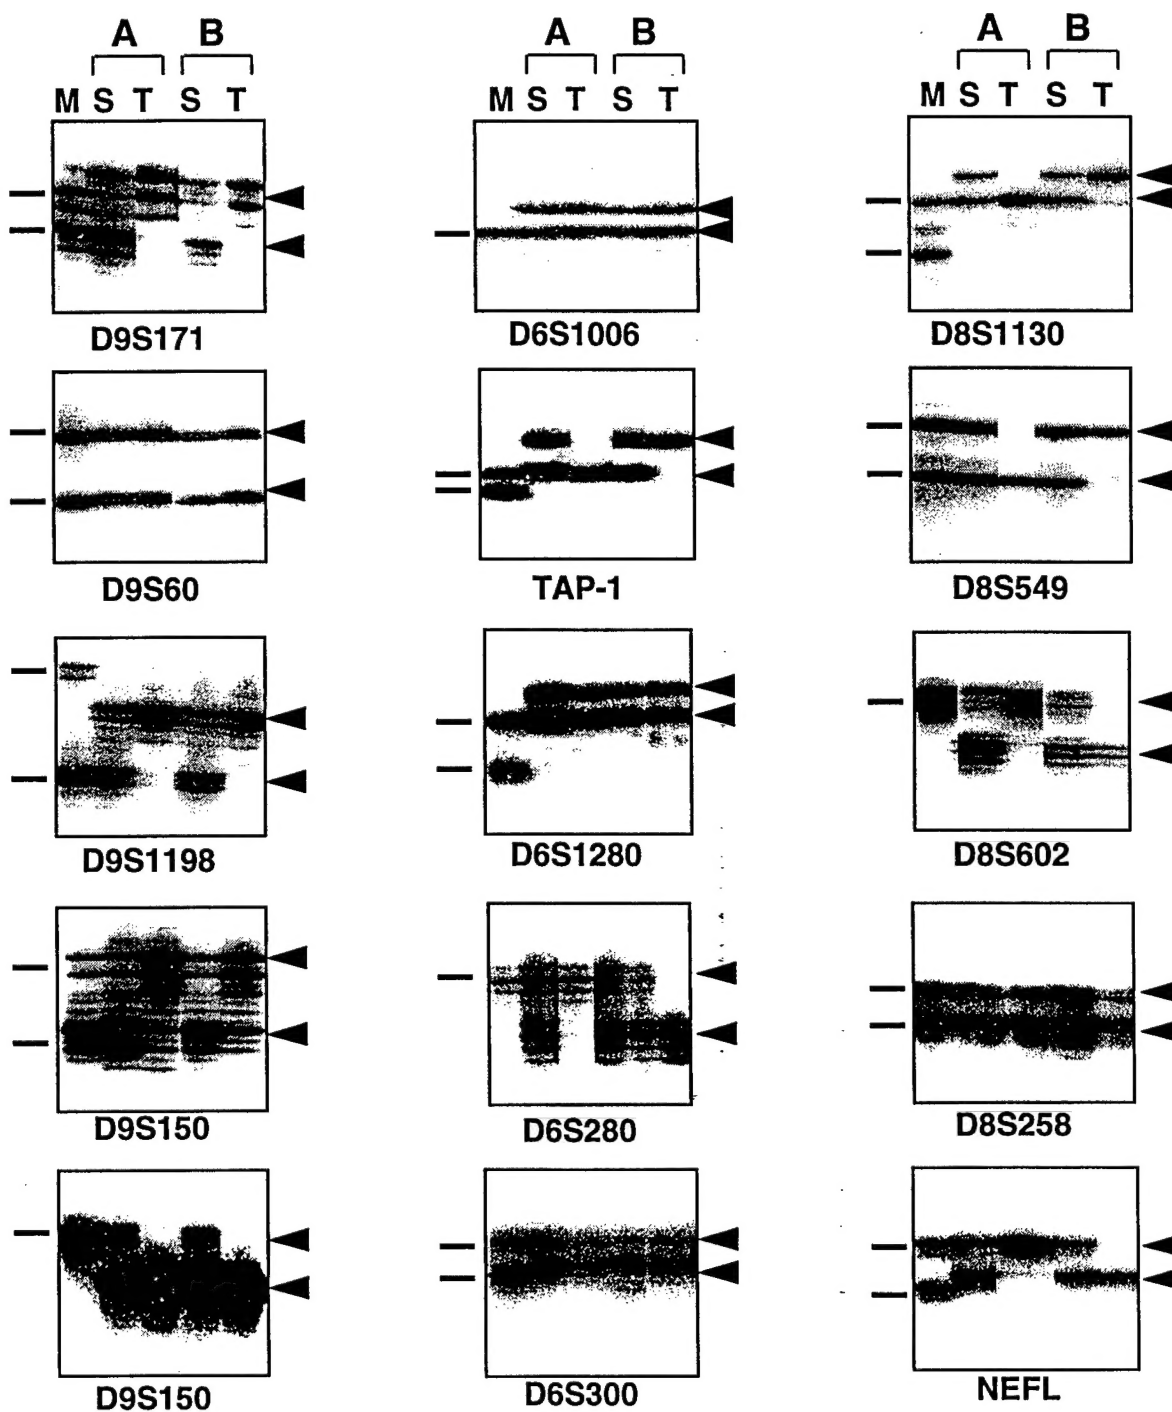 A B
M S T S T
A B
M S T S T
A B
M S T S T
D9S171
D6S1006
D8S1130
D9S60
TAP-1
D8S549
D9S1198
D6S1280
D8S602
D9S150
D6S280
D8S258
D9S150
D6S300
NEFL